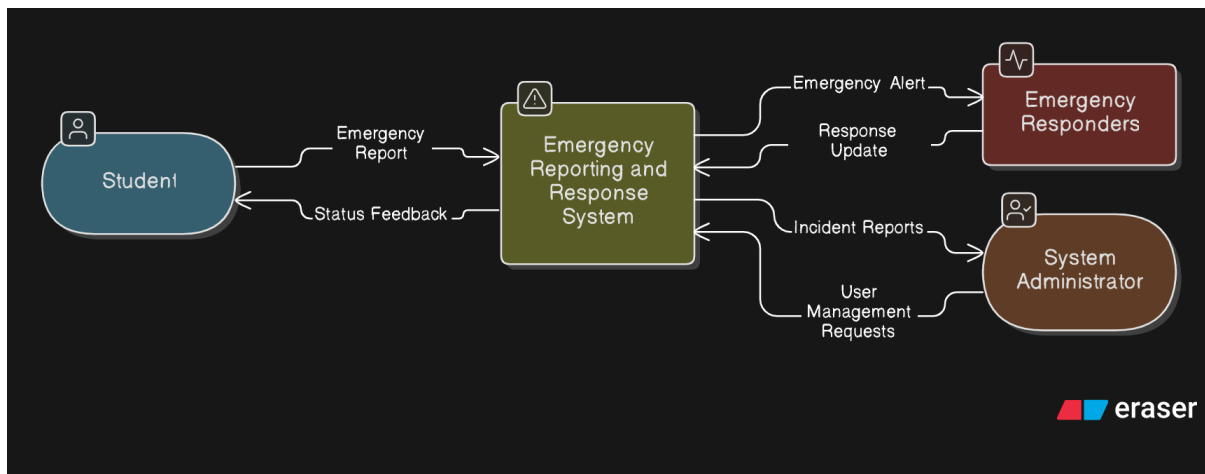 Student
Emergency
Report
Status Feedback
Emergency
Reporting and
Response
System
Emergency Alert
Response
Update
Incident Reports
User
Management
Requests
Emergency
Responders
System
Administrator
eraser